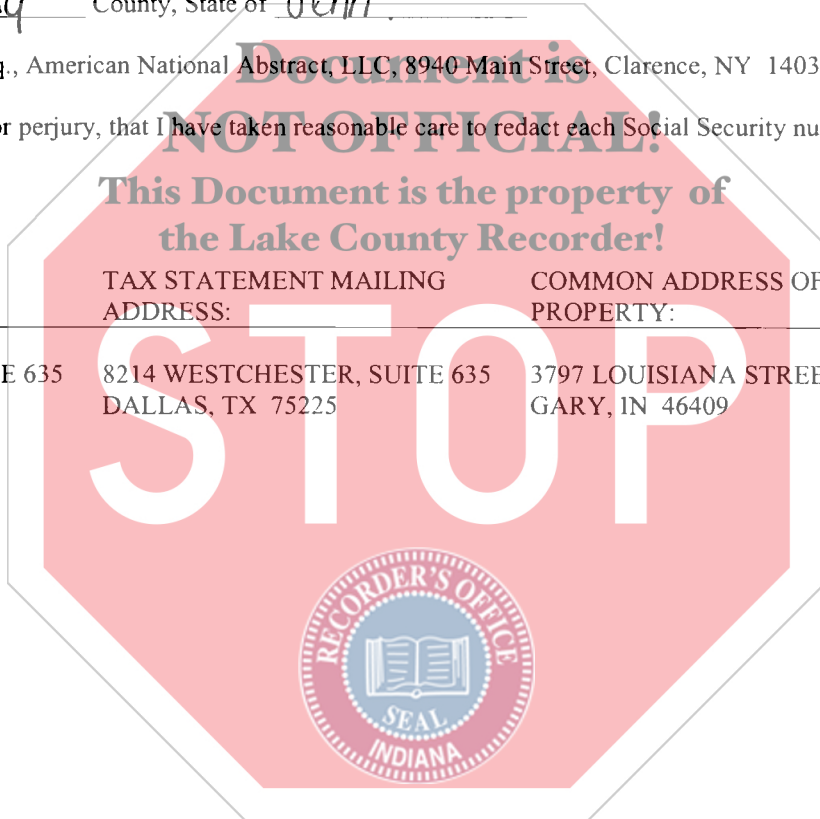 County, State of
Document is
., American National Abstract, LLC, 8940 Main Street, Clarence, NY 1403
NOT OFFICIAL!
or perjury, that I have taken reasonable care to redact each Social Security nu
This Document is the property of
the Lake County Recorder!
TAX STATEMENT MAILING ADDRESS:
COMMON ADDRESS OF PROPERTY:
E 635
8214 WESTCHESTER, SUITE 635
DALLAS, TX 75225
3797 LOUISIANA STREE
GARY, IN 46409
STOP
RECORDER'S OFFICE
SEAL
INDIANA